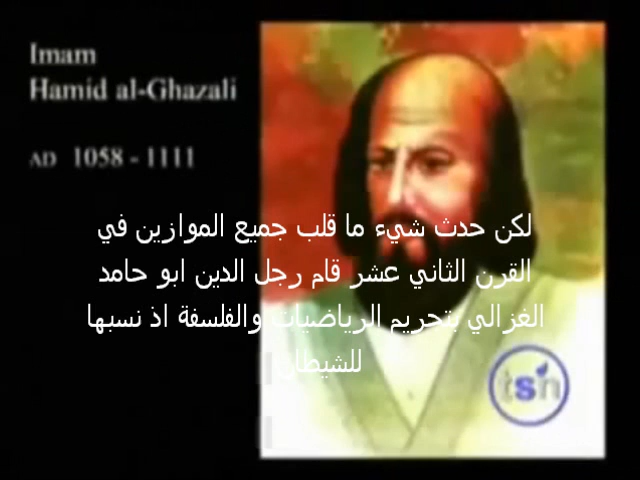 Imam
Hamid al-Ghazali
AD 1058 - 1111
لكن حدث شيء ما قلب جميع الموازين في
القرن الثاني عشر قام رجل الدين ابو حامد
الغزالي بتحريم الرياضيات والفلسفة اذ نسبها
للشيطان
tsn